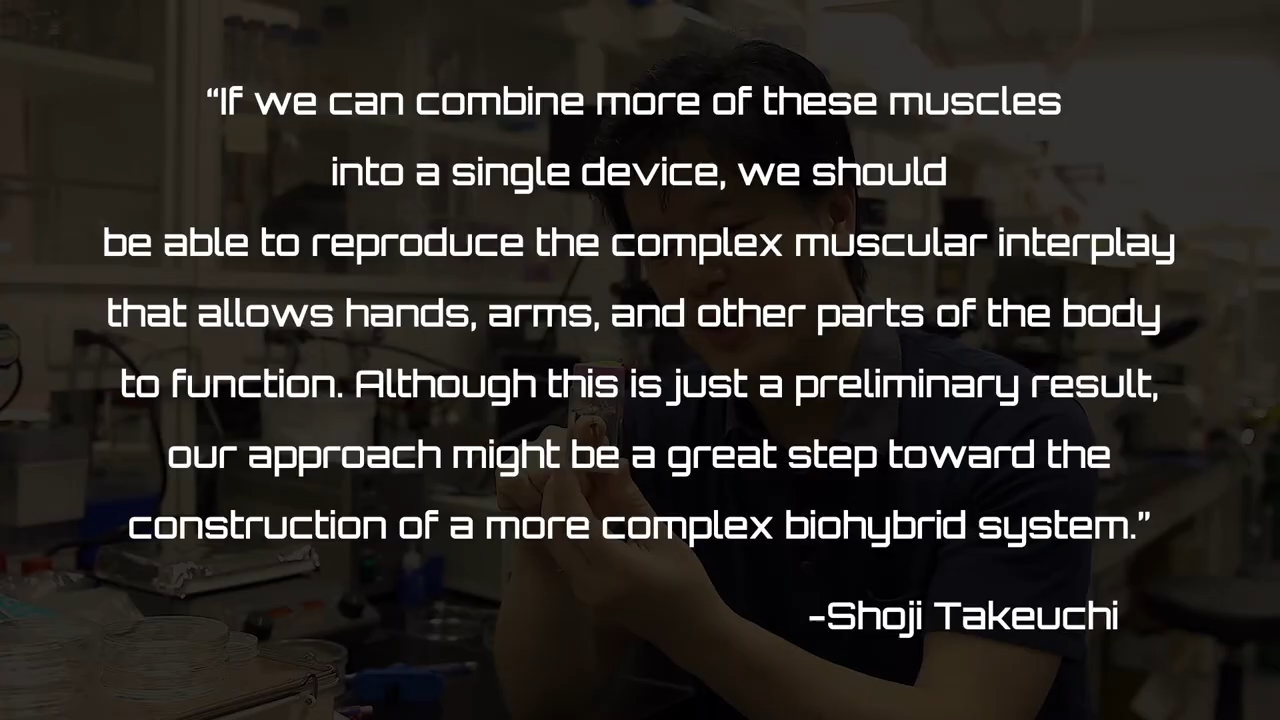 “If we can combine more of these muscles
into a single device, we should
be able to reproduce the complex muscular interplay
that allows hands, arms, and other parts of the body
to function. Although this is just a preliminary result,
our approach might be a great step toward the
construction of a more complex biohybrid system.”
-Shoji Takeuchi